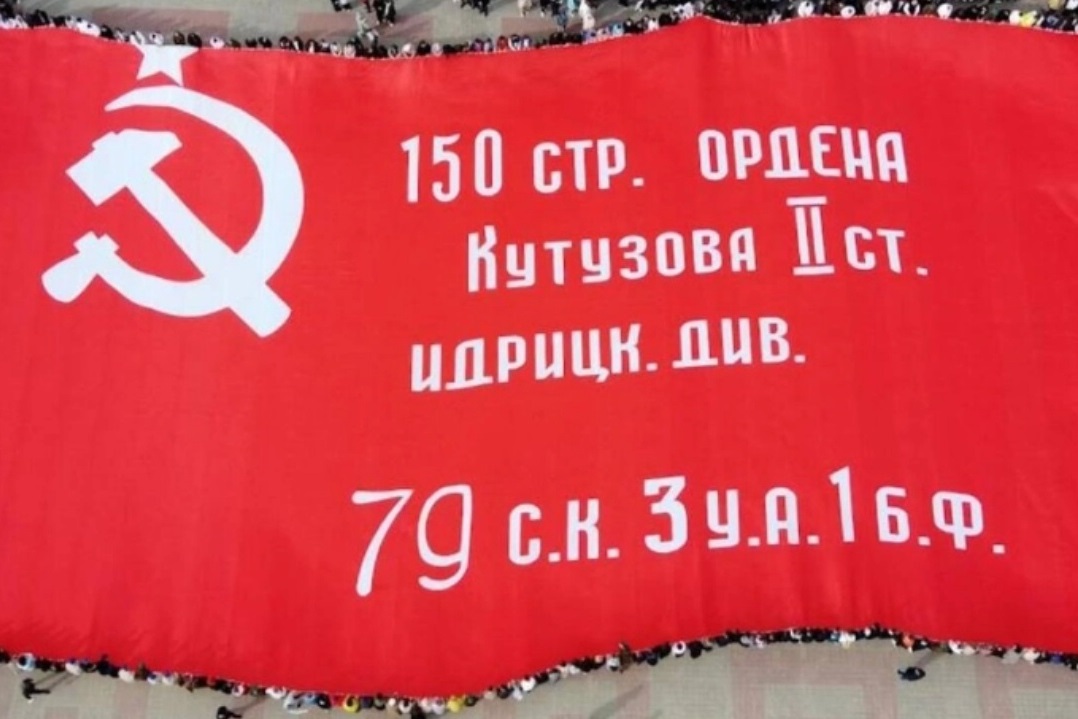 150 СТР. ОРДЕНА
КУТУЗОВА II СТ.
ИДРИЦК. ДИВ.
79 С.К. 3 У.А. 1 Б.Ф.